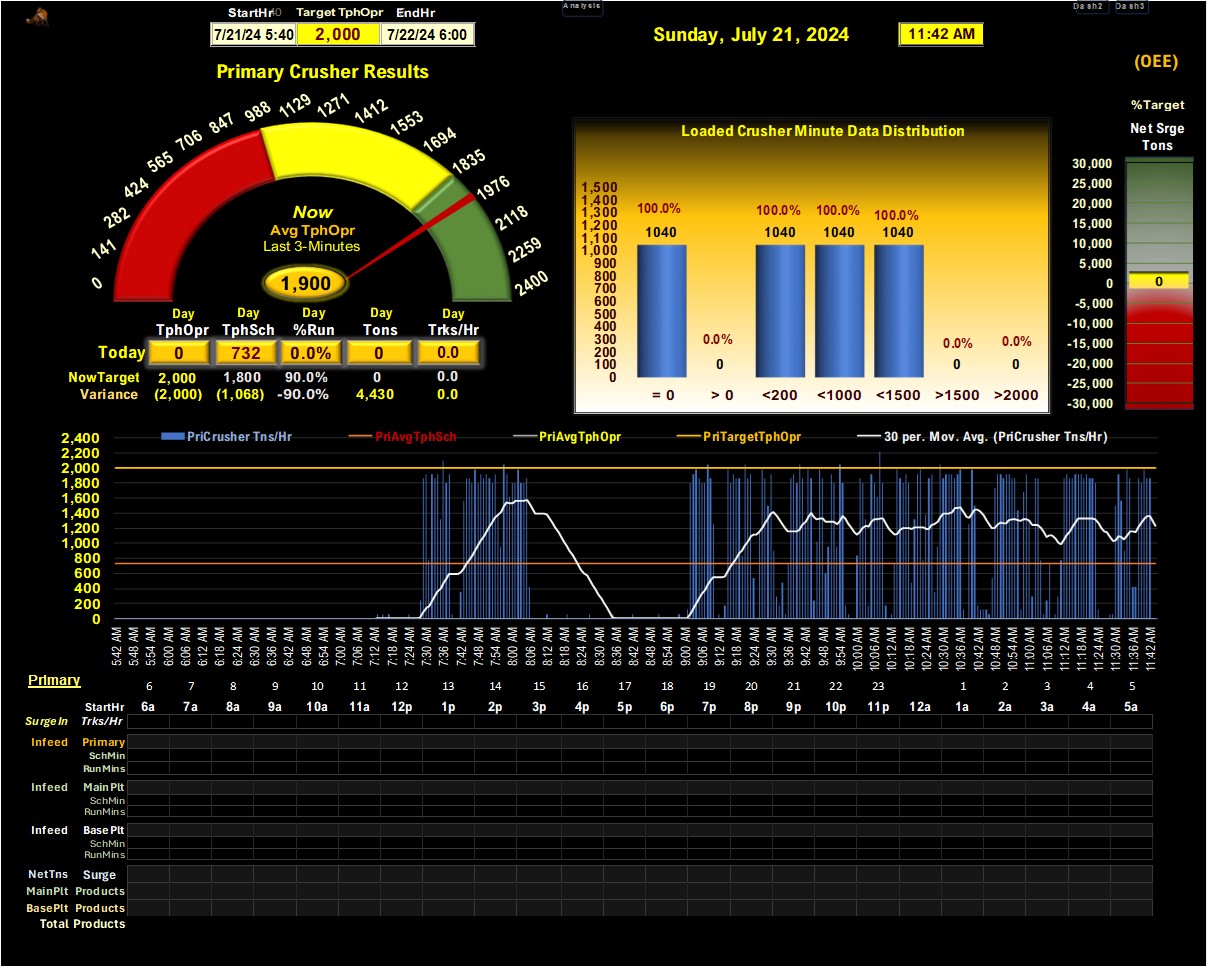 StartHr Target TphOpr EndHr
7/21/24 5:40 2,000 7/22/24 6:00
Analysis
Sunday, July 21, 2024
11:42 AM
Dash2 Dash3
(OEE)
Primary Crusher Results
0 141 282 424 565 706 847 988 1129 1271 1412 1553 1694 1835 1976 2118 2259 2400
Now
Avg TphOpr
Last 3-Minutes
1,900
Day Day Day Day Day
TphOpr TphSch %Run Tons Trks/Hr
Today 0 732 0.0% 0 0.0
NowTarget 2,000 1,800 90.0% 0 0.0
Variance (2,000) (1,068) -90.0% 4,430 0.0
Loaded Crusher Minute Data Distribution
1,500
1,400
1,300
1,200
1,100
1,000
900
800
700
600
500
400
300
200
100
0
100.0% 0.0% 100.0% 100.0% 100.0% 0.0% 0.0%
1040 0 1040 1040 1040 0 0
= 0 > 0 <200 <1000 <1500 >1500 >2000
%Target
Net Srge
Tons
30,000
25,000
20,000
15,000
10,000
5,000
0 0
-5,000
-10,000
-15,000
-20,000
-25,000
-30,000
PriCrusher Tns/Hr PriAvgTphSch PriAvgTphOpr PriTargetTphOpr 30 per. Mov. Avg. (PriCrusher Tns/Hr)
2,400
2,200
2,000
1,800
1,600
1,400
1,200
1,000
800
600
400
200
0
5:42 AM 5:48 AM 5:54 AM 6:00 AM 6:06 AM 6:12 AM 6:18 AM 6:24 AM 6:30 AM 6:36 AM 6:42 AM 6:48 AM 6:54 AM 7:00 AM 7:06 AM 7:12 AM 7:18 AM 7:24 AM 7:30 AM 7:36 AM 7:42 AM 7:48 AM 7:54 AM 8:00 AM 8:06 AM 8:12 AM 8:18 AM 8:24 AM 8:30 AM 8:36 AM 8:42 AM 8:48 AM 8:54 AM 9:00 AM 9:06 AM 9:12 AM 9:18 AM 9:24 AM 9:30 AM 9:36 AM 9:42 AM 9:48 AM 9:54 AM 10:00 AM 10:06 AM 10:12 AM 10:18 AM 10:24 AM 10:30 AM 10:36 AM 10:42 AM 10:48 AM 10:54 AM 11:00 AM 11:06 AM 11:12 AM 11:18 AM 11:24 AM 11:30 AM 11:36 AM 11:42 AM
Primary
6 7 8 9 10 11 12 13 14 15 16 17 18 19 20 21 22 23 1 2 3 4 5
StartHr 6a 7a 8a 9a 10a 11a 12p 1p 2p 3p 4p 5p 6p 7p 8p 9p 10p 11p 12a 1a 2a 3a 4a 5a
SurgeIn Trks/Hr
Infeed Primary
SchMin
RunMins
Infeed Main Plt
SchMin
RunMins
Infeed Base Plt
SchMin
RunMins
NetTns Surge
MainPlt Products
BasePlt Products
Total Products